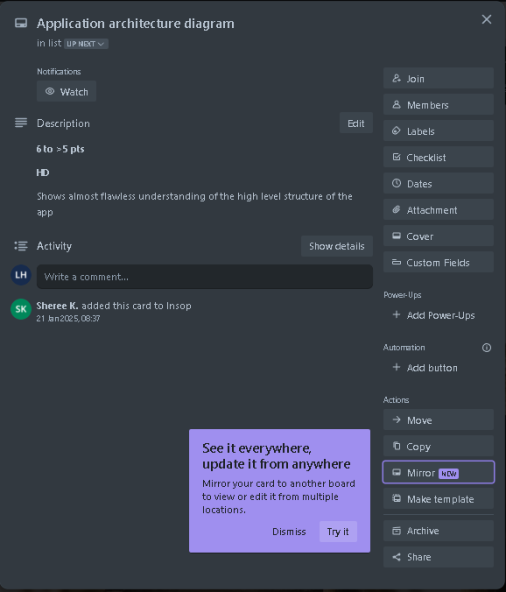 Application architecture diagram
in list UP NEXT
Notifications
Watch
Description
Edit
6 to >5 pts
HD
Shows almost flawless understanding of the high level structure of the
app
Activity
Show details
LH
Write a comment...
SK
Sheree K. added this card to Insop
21 Jan 2025, 08:37
Join
Members
Labels
Checklist
Dates
Attachment
Cover
Custom Fields
Power-Ups
Add Power-Ups
Automation
Add button
Actions
Move
Copy
Mirror NEW
Make template
Archive
Share
See it everywhere,
update it from anywhere
Mirror your card to another board
to view or edit it from multiple
locations.
Dismiss
Try it